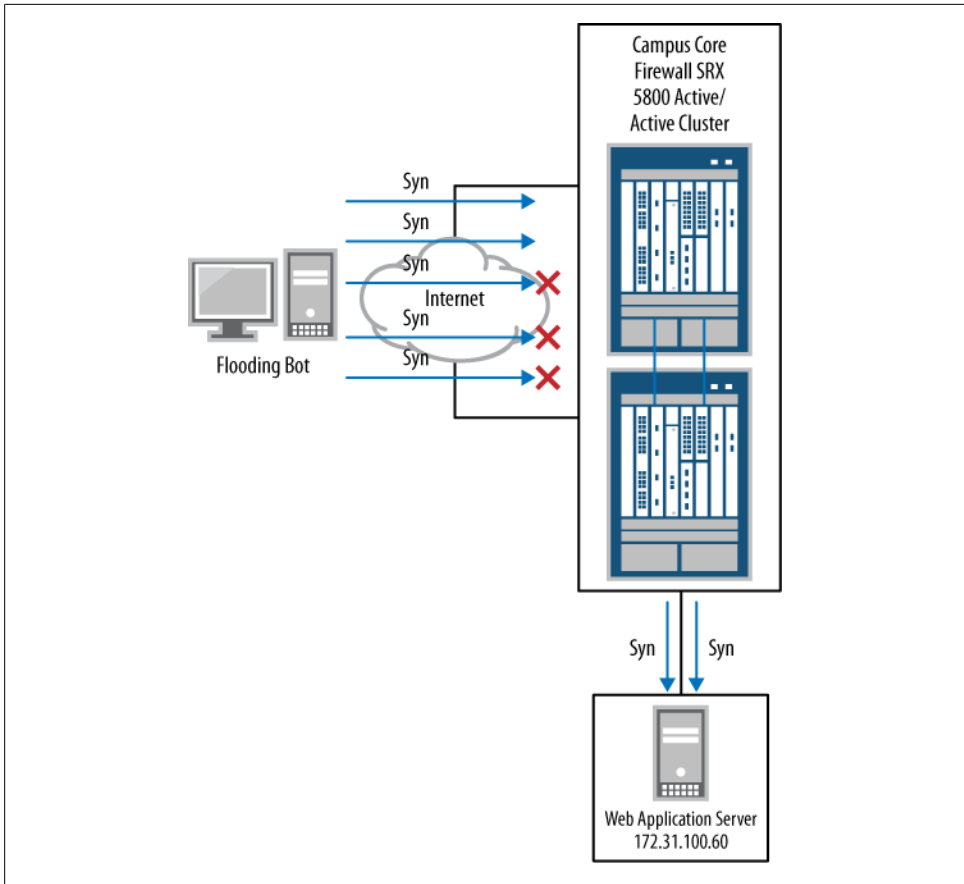 Campus Core
Firewall SRX
5800 Active/
Active Cluster
Syn
Syn
Syn
Internet
Syn
Syn
Flooding Bot
Syn
Syn
Web Application Server
172.31.100.60